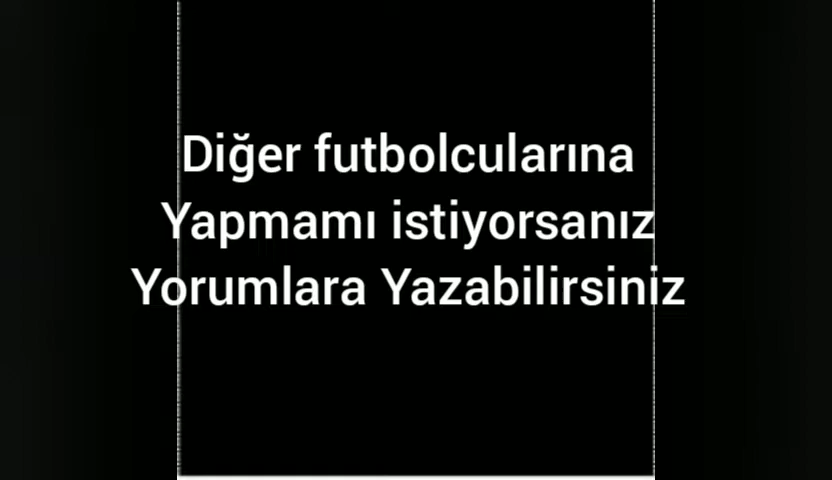 Diğer futbolcularına
Yapmamı istiyorsanız
Yorumlara Yazabilirsiniz